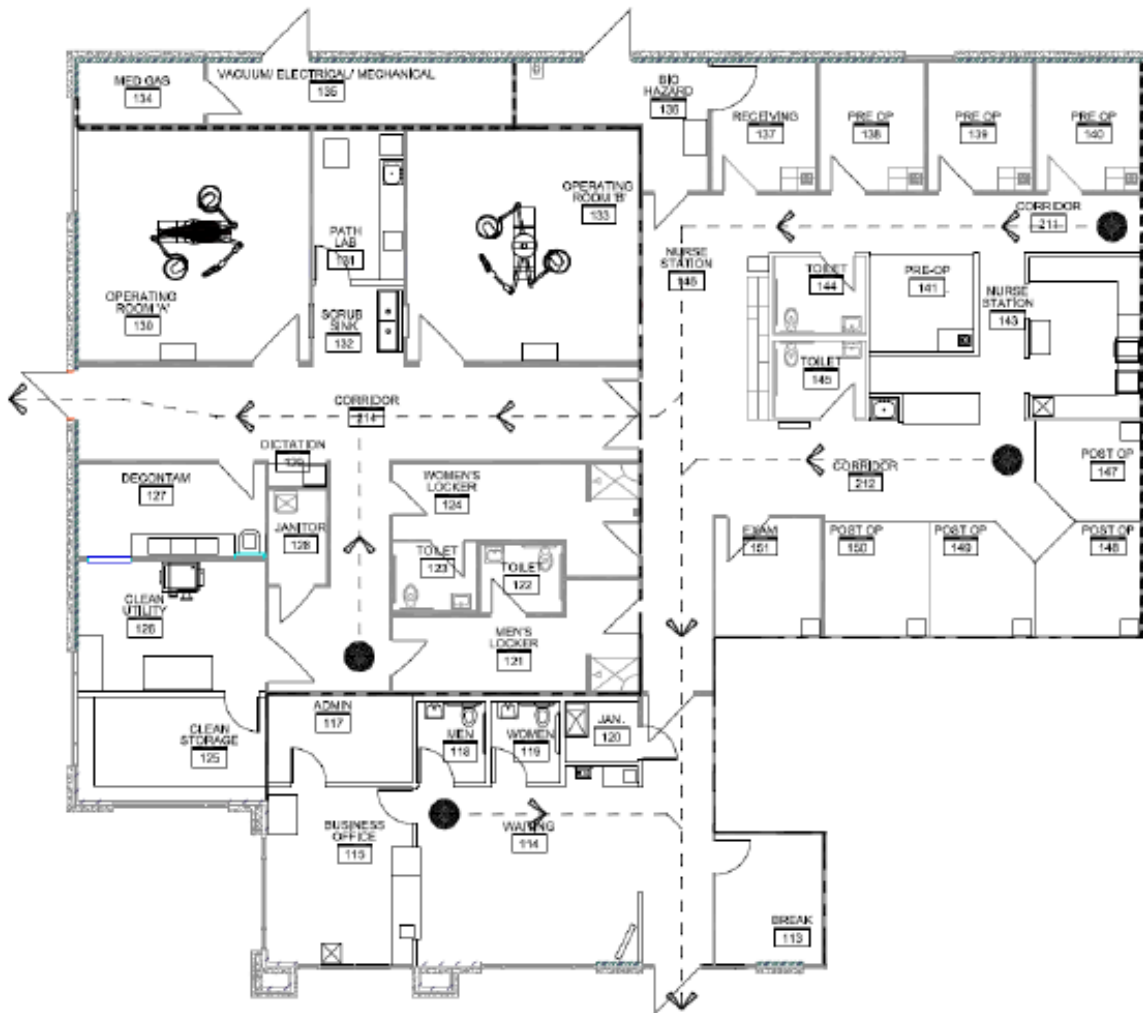 MED GAS
134
VACUUM/ ELECTRICAL/ MECHANICAL
135
BIO
HAZARD
136
RECEIVING
137
PRE OP
138
PRE OP
139
PRE OP
140
OPERATING
ROOM 'B'
133
PATH
LAB
131
OPERATING
ROOM 'A'
130
SCRUB
SINK
132
CORRIDOR
211
NURSE
STATION
146
TOILET
144
PRE-OP
141
NURSE
STATION
143
TOILET
145
CORRIDOR
214
DICTATION
129
CORRIDOR
212
POST OP
147
DECONTAM
127
WOMEN'S
LOCKER
124
JANITOR
128
EXAM
151
POST OP
150
POST OP
149
POST OP
148
TOILET
123
TOILET
122
CLEAN
UTILITY
126
MEN'S
LOCKER
121
ADMIN
117
CLEAN
STORAGE
125
MEN
118
WOMEN
119
JAN.
120
BUSINESS
OFFICE
115
WAITING
114
BREAK
113